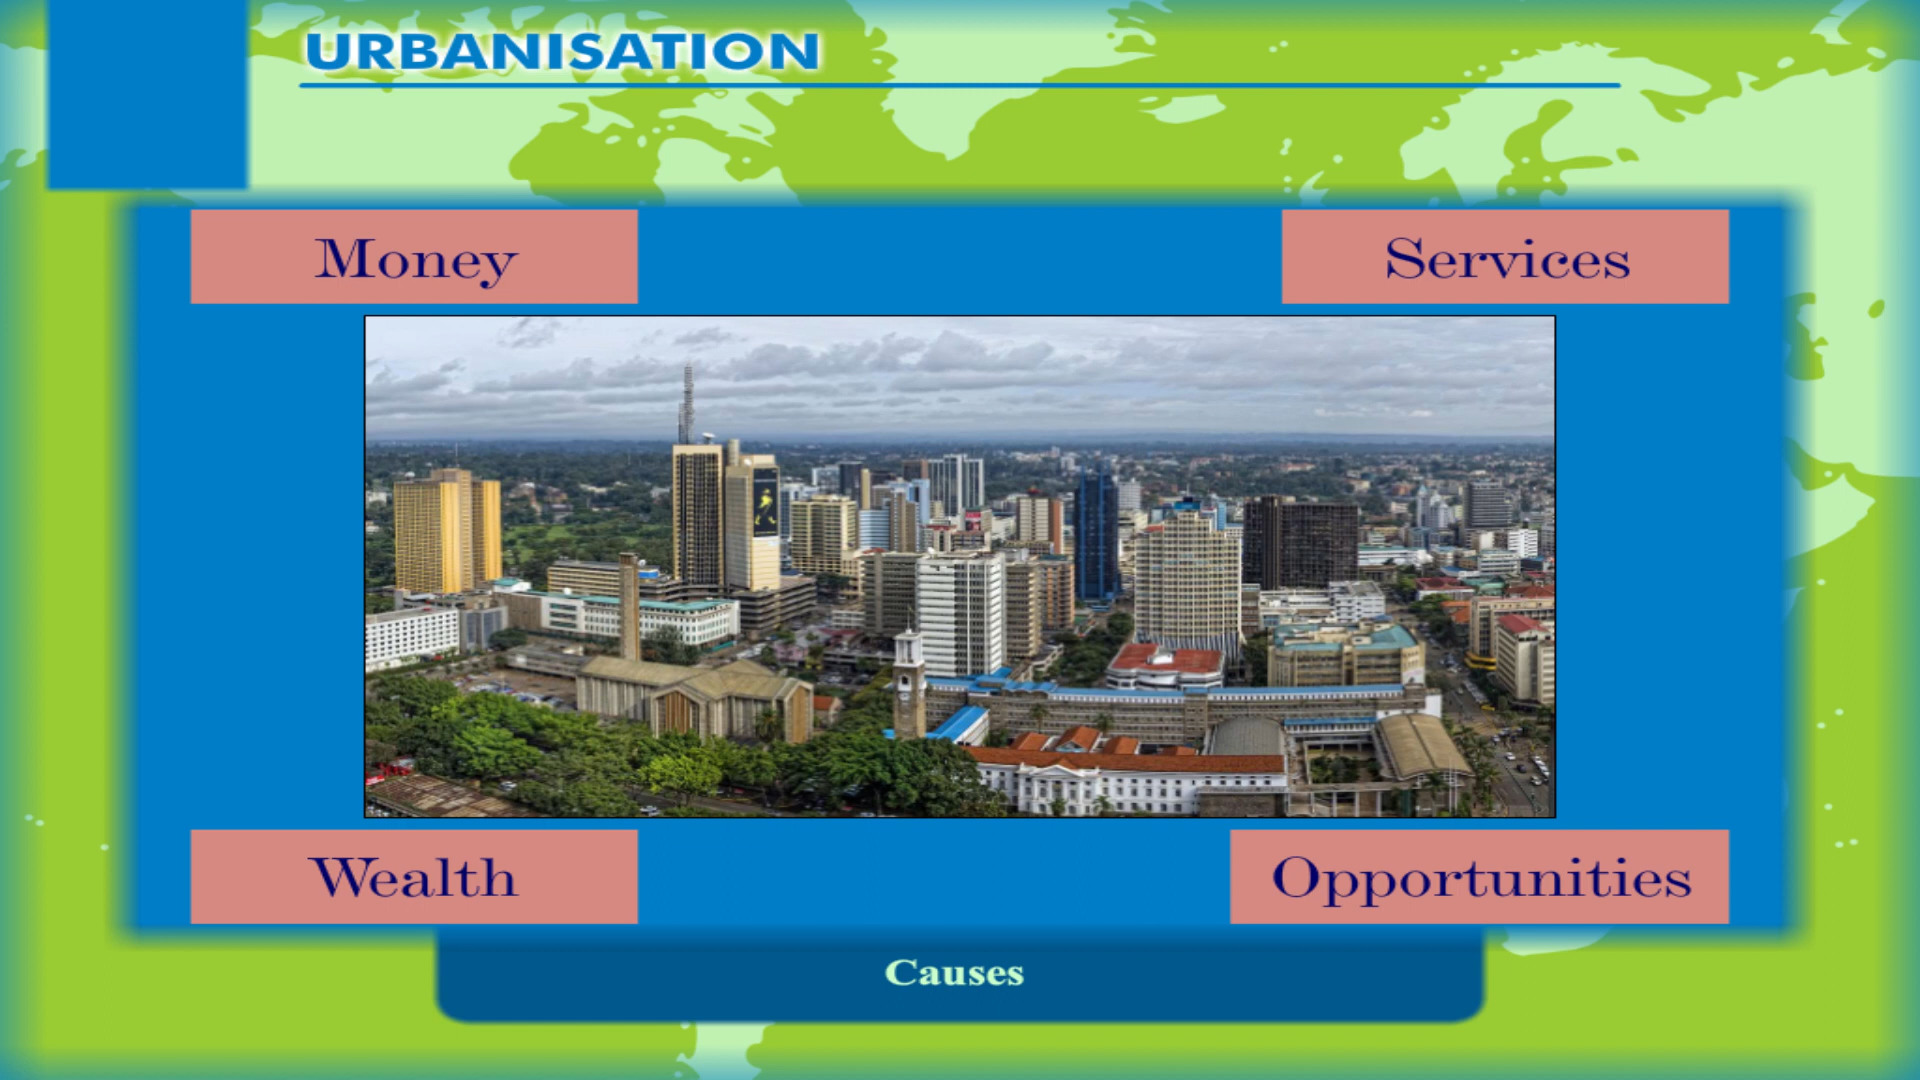 URBANISATION
Money
Services
Wealth
Opportunities
Causes